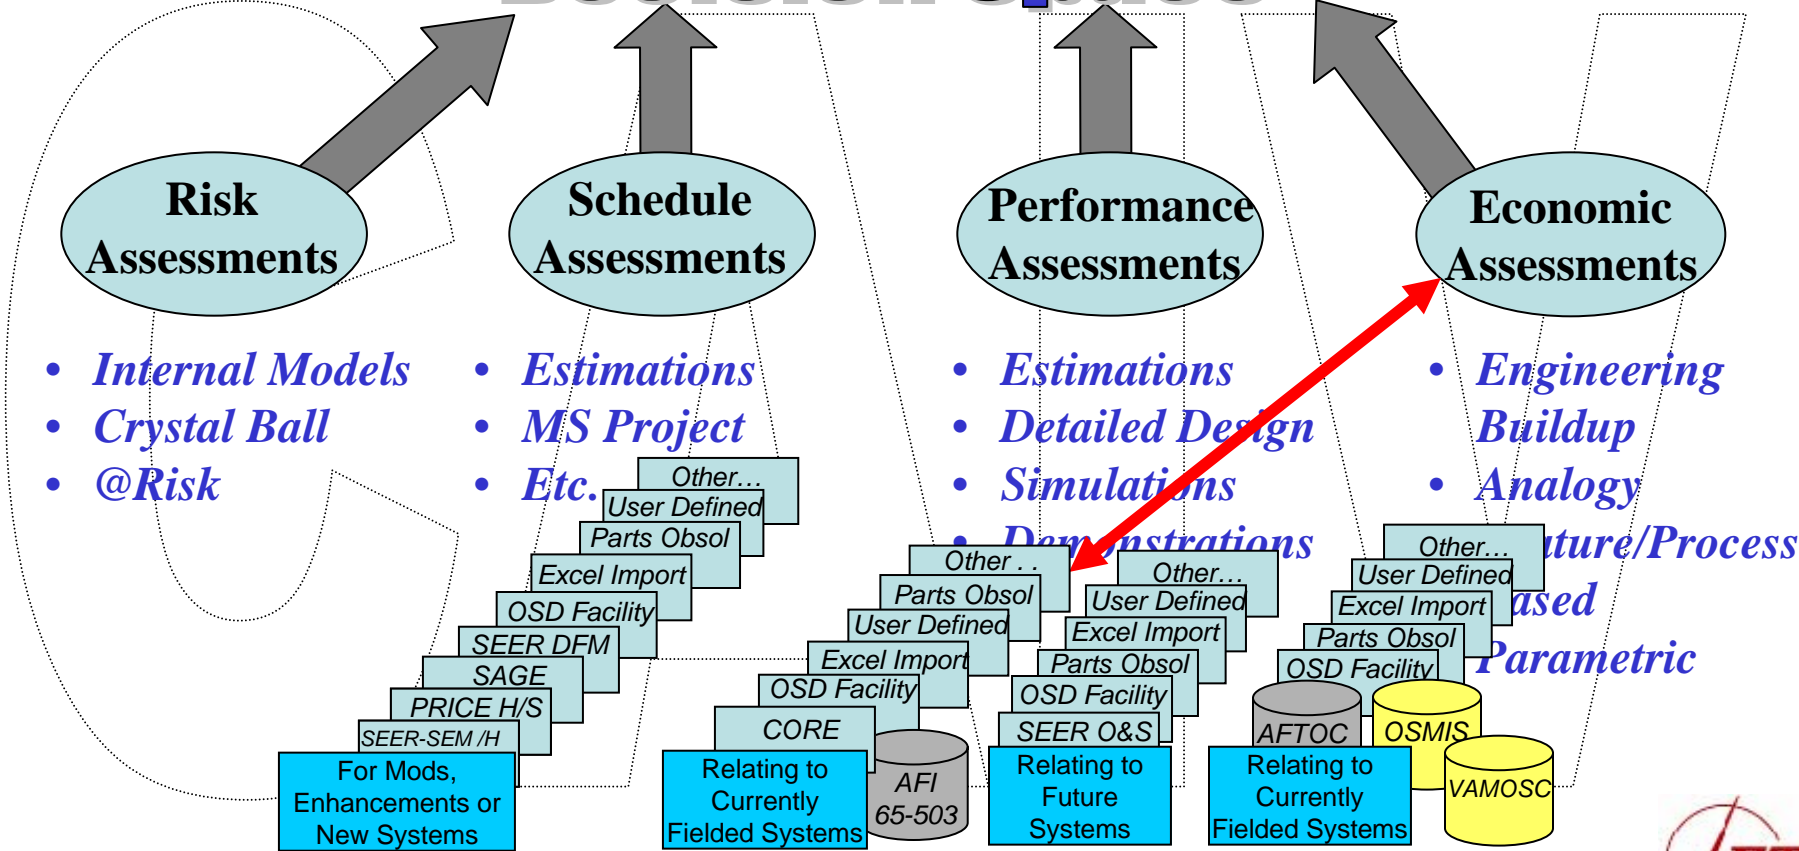 Decision Space
Risk
Assessments
Schedule
Assessments
Performance
Assessments
Economic
Assessments
• Internal Models
• Crystal Ball
• @Risk
• Estimations
• MS Project
• Etc.
• Estimations
• Detailed Design
• Simulations
• Demonstrations
• Engineering
Buildup
• Analogy
ature/Process
ased
Parametric
Other…
User Defined
Parts Obsol
Excel Import
OSD Facility
SEER DFM
SAGE
PRICE H/S
SEER-SEM /H
For Mods,
Enhancements or
New Systems
Other . .
Parts Obsol
User Defined
Excel Import
OSD Facility
CORE
Relating to
Currently
Fielded Systems
AFI
65-503
Other…
User Defined
Excel Import
Parts Obsol
OSD Facility
SEER O&S
Relating to
Future
Systems
Other…
User Defined
Excel Import
Parts Obsol
OSD Facility
AFTOC
OSMIS
VAMOSC
Relating to
Currently
Fielded Systems